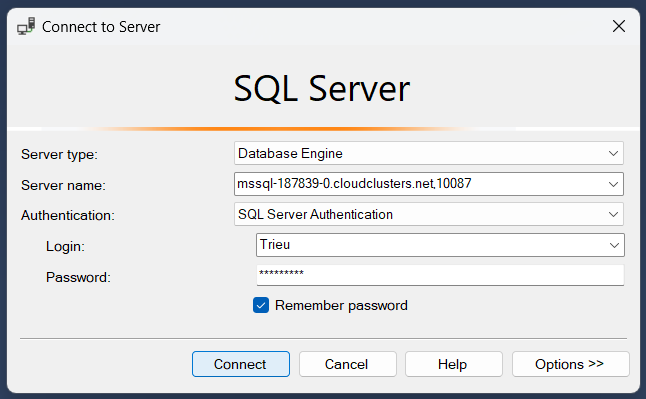 Connect to Server
SQL Server
Server type: Database Engine
Server name: mssql-187839-0.cloudclusters.net,10087
Authentication: SQL Server Authentication
Login: Trieu
Password: *********
Remember password
Connect Cancel Help Options >>